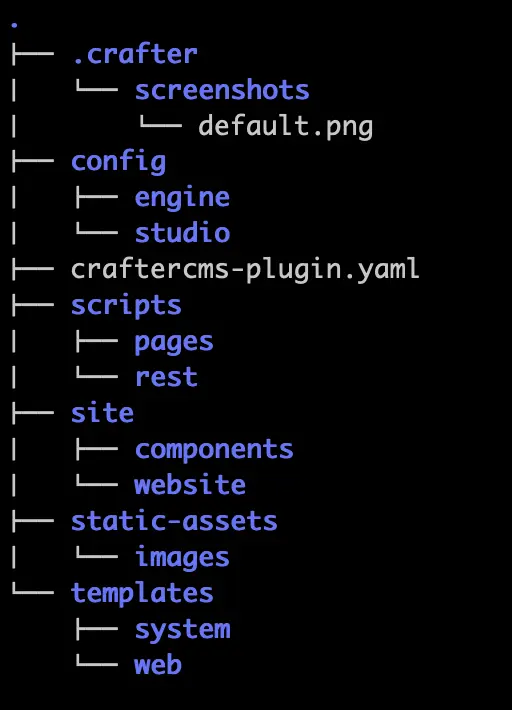 .
├── .crafter
│   └── screenshots
│       └── default.png
├── config
│   ├── engine
│   └── studio
├── craftercms-plugin.yaml
├── scripts
│   ├── pages
│   └── rest
├── site
│   ├── components
│   └── website
├── static-assets
│   └── images
└── templates
    ├── system
    └── web